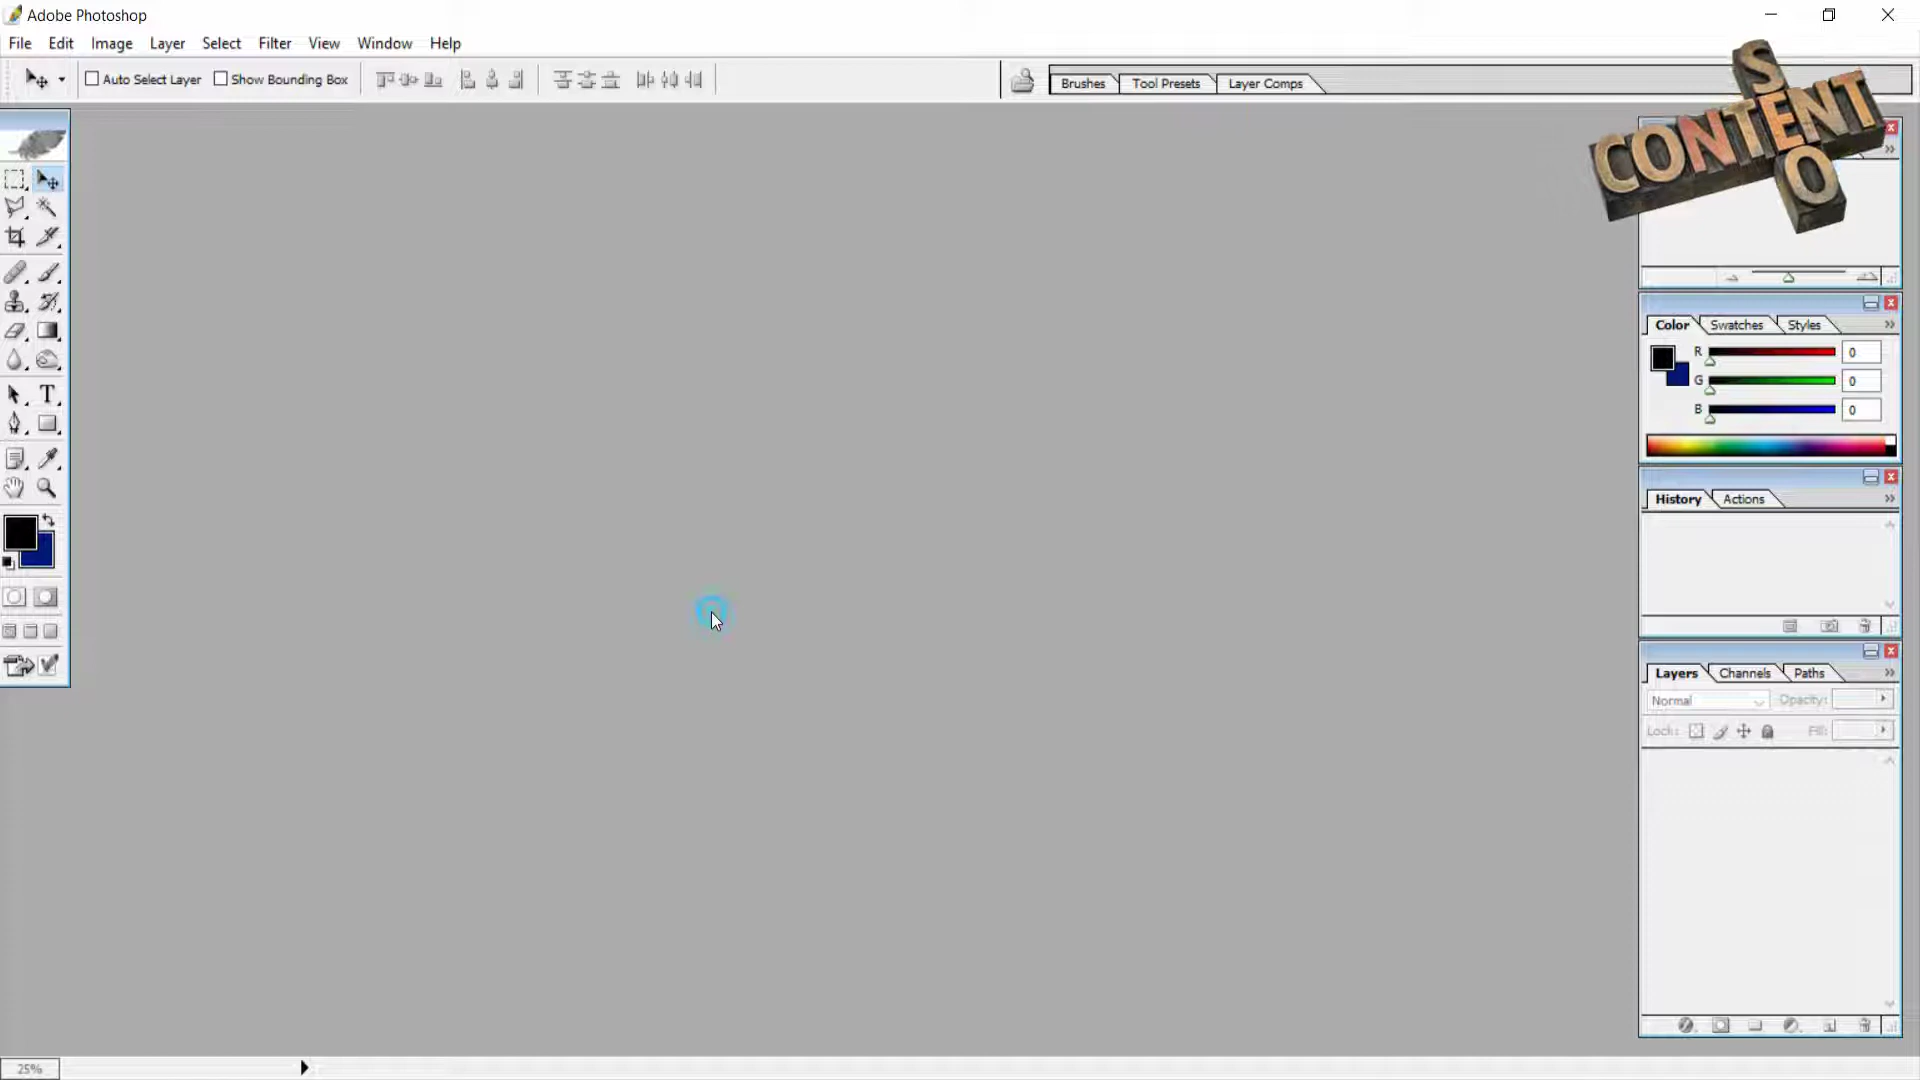 Adobe Photoshop
File Edit Image Layer Select Filter View Window Help
Auto Select Layer Show Bounding Box
Brushes Tool Presets Layer Comps
SEO
CONTENT
Color Swatches Styles
R 0
G 0
B 0
History Actions
Layers Channels Paths
Normal Opacity:
Lock: Fill:
T
25%